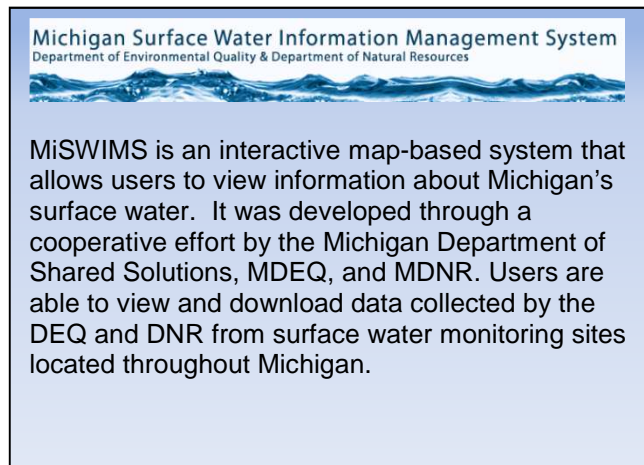 Michigan Surface Water Information Management System
Department of Environmental Quality & Department of Natural Resources
MiSWIMS is an interactive map-based system that
allows users to view information about Michigan's
surface water.  It was developed through a
cooperative effort by the Michigan Department of
Shared Solutions, MDEQ, and MDNR. Users are
able to view and download data collected by the
DEQ and DNR from surface water monitoring sites
located throughout Michigan.